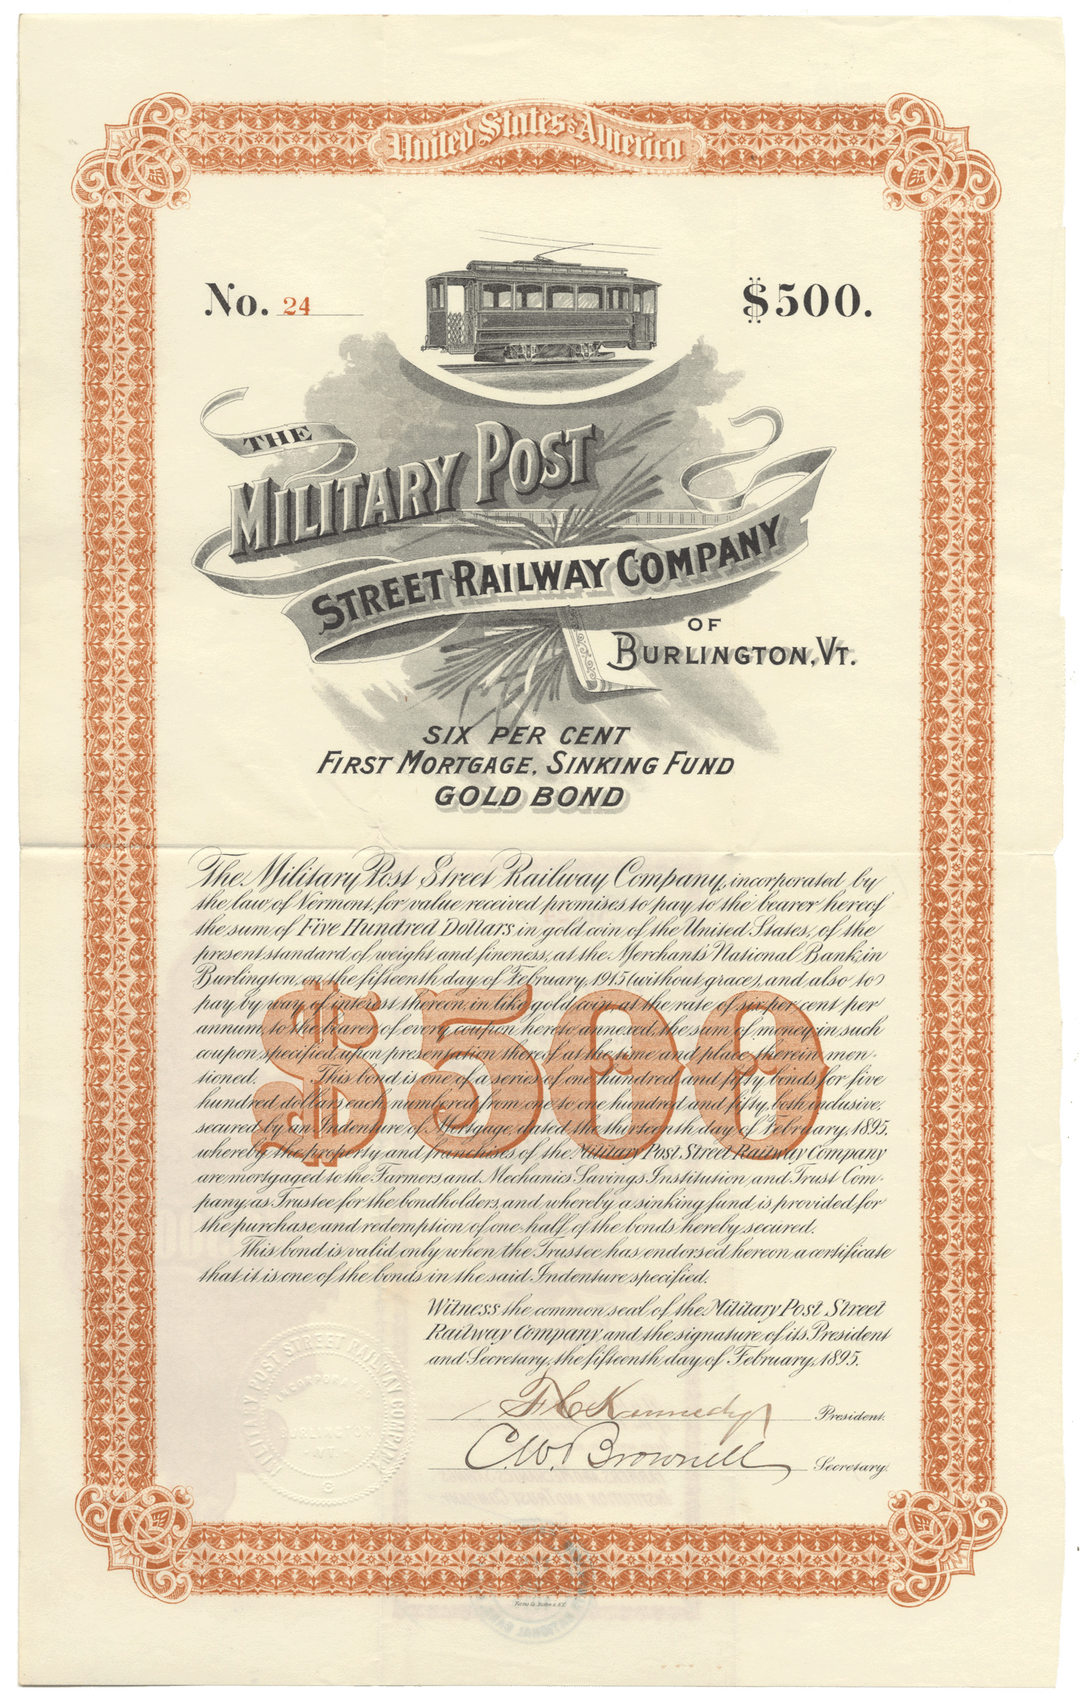 United States of America
No. 24
$500.
THE
MILITARY POST
STREET RAILWAY COMPANY
OF
BURLINGTON, VT.
SIX PER CENT
FIRST MORTGAGE, SINKING FUND
GOLD BOND
The Military Post Street Railway Company, incorporated by
the law of Vermont, for value received promises to pay to the bearer hereof
the sum of Five Hundred Dollars in gold coin of the United States, of the
present standard of weight and fineness, at the Merchants National Bank, in
Burlington, on the fifteenth day of February, 1915 (without grace), and also to
pay by way of interest thereon, in like gold coin at the rate of six per cent per
annum, to the bearer of every coupon hereto annexed, the sum of money in such
coupon specified, upon presentation thereof at the time and place therein men-
tioned. This bond is one of a series of one hundred and fifty bonds for five
hundred dollars each, numbered from one to one hundred and fifty, both inclusive,
secured by an Indenture of Mortgage, dated the thirteenth day of February, 1895,
whereby the property and franchises of the Military Post Street Railway Company
are mortgaged to the Farmers and Mechanics Savings Institution and Trust Com-
pany, as Trustee for the bondholders, and whereby a sinking fund is provided for
the purchase and redemption of one half of the bonds hereby secured.
This bond is valid only when the Trustee has endorsed hereon a certificate
that it is one of the bonds in the said Indenture specified.
$500
Witness the common seal of the Military Post Street
Railway Company and the signature of its President
and Secretary, the fifteenth day of February, 1895.
MILITARY POST STREET RAILWAY COMPANY
INCORPORATED
BURLINGTON
VT.
F C Kennedy President.
C. W. Brownell Secretary.